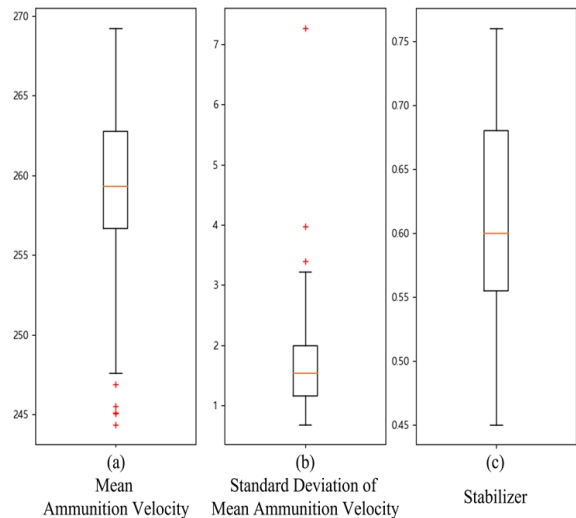 270
265
260
255
250
245
(a)
Mean
Ammunition Velocity
7
6
5
4
3
2
1
(b)
Standard Deviation of
Mean Ammunition Velocity
0.75
0.70
0.65
0.60
0.55
0.50
0.45
(c)
Stabilizer